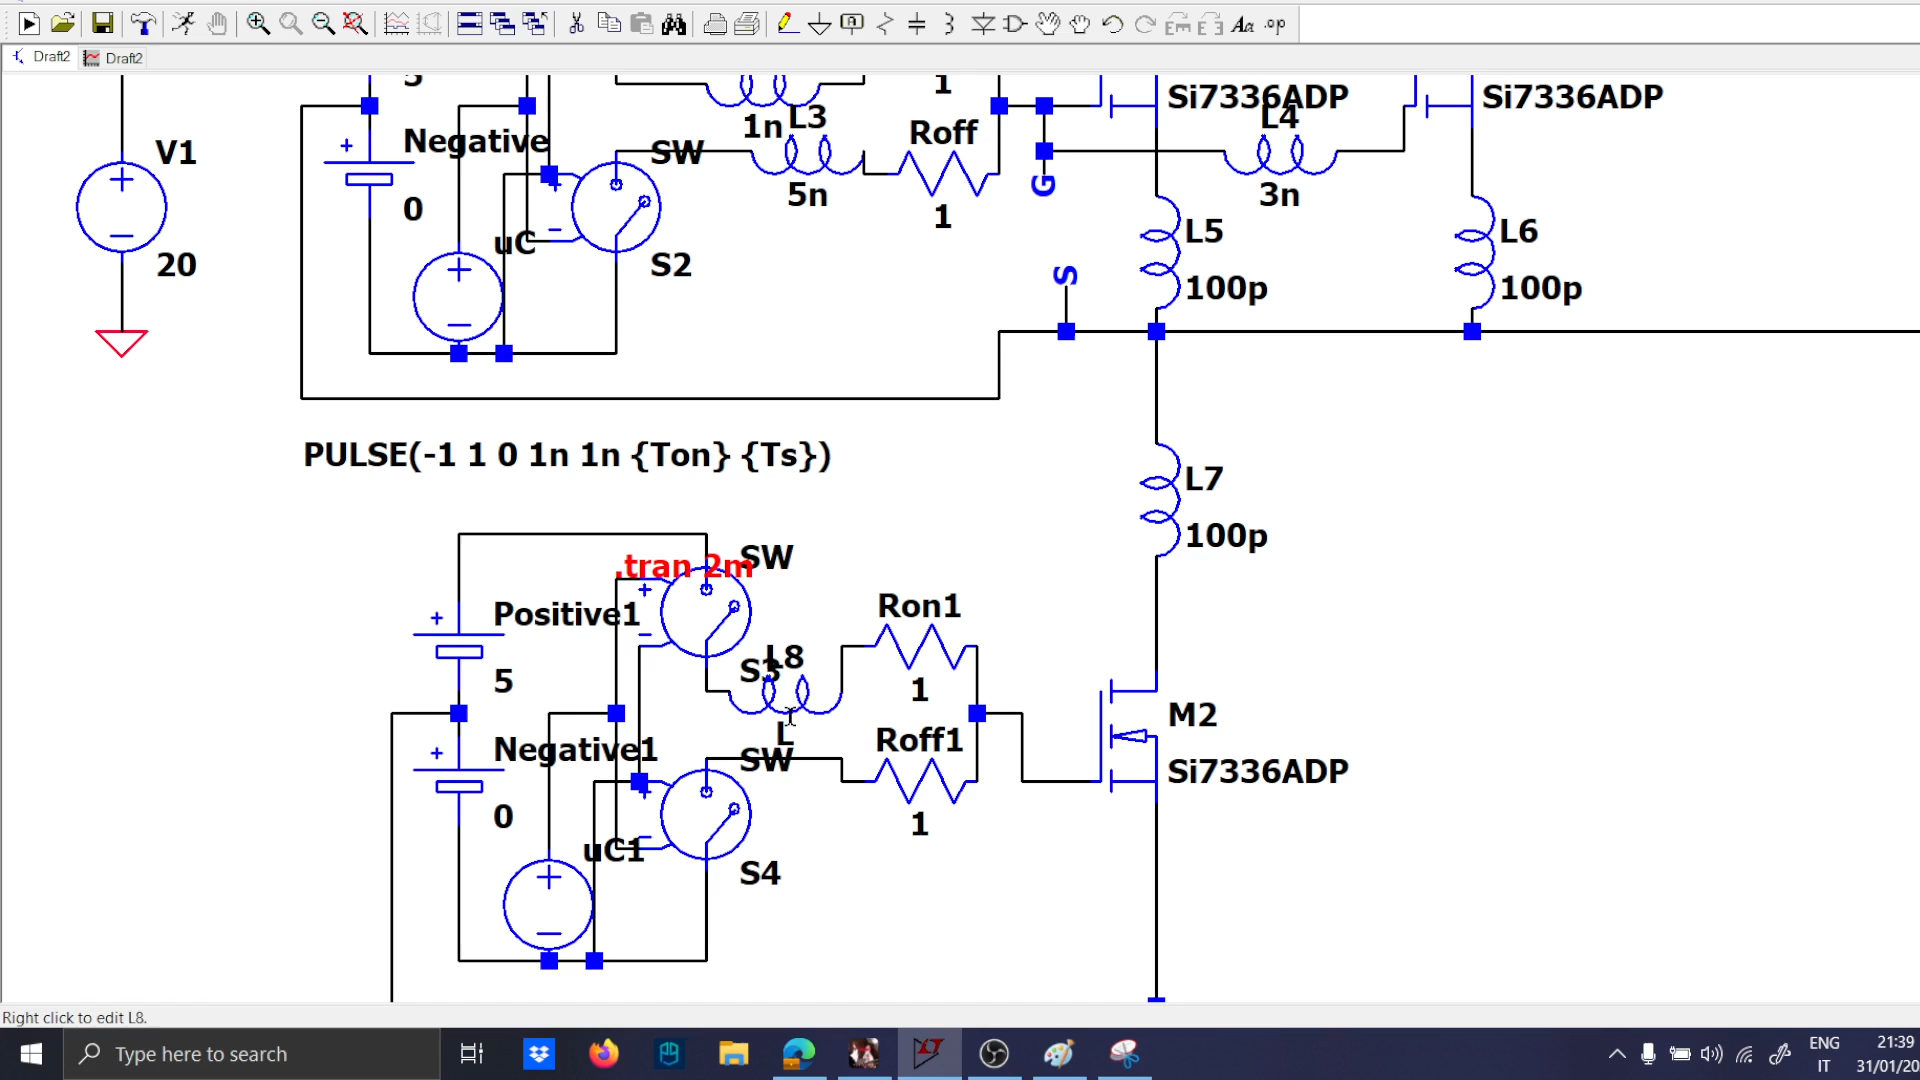 Draft2
Draft2
1n
L3
5n
Roff
1
1
G
Si7336ADP
L4
3n
Si7336ADP
V1
20
Negative
0
uC
SW
S2
S
L5
100p
L6
100p
PULSE(-1 1 0 1n 1n {Ton} {Ts})
L7
100p
.tran 2m
SW
Positive1
5
S3
L8
L
Ron1
1
Negative1
0
SW
Roff1
1
uC1
S4
M2
Si7336ADP
Right click to edit L8.
Type here to search
ENG
IT
21:39
31/01/20